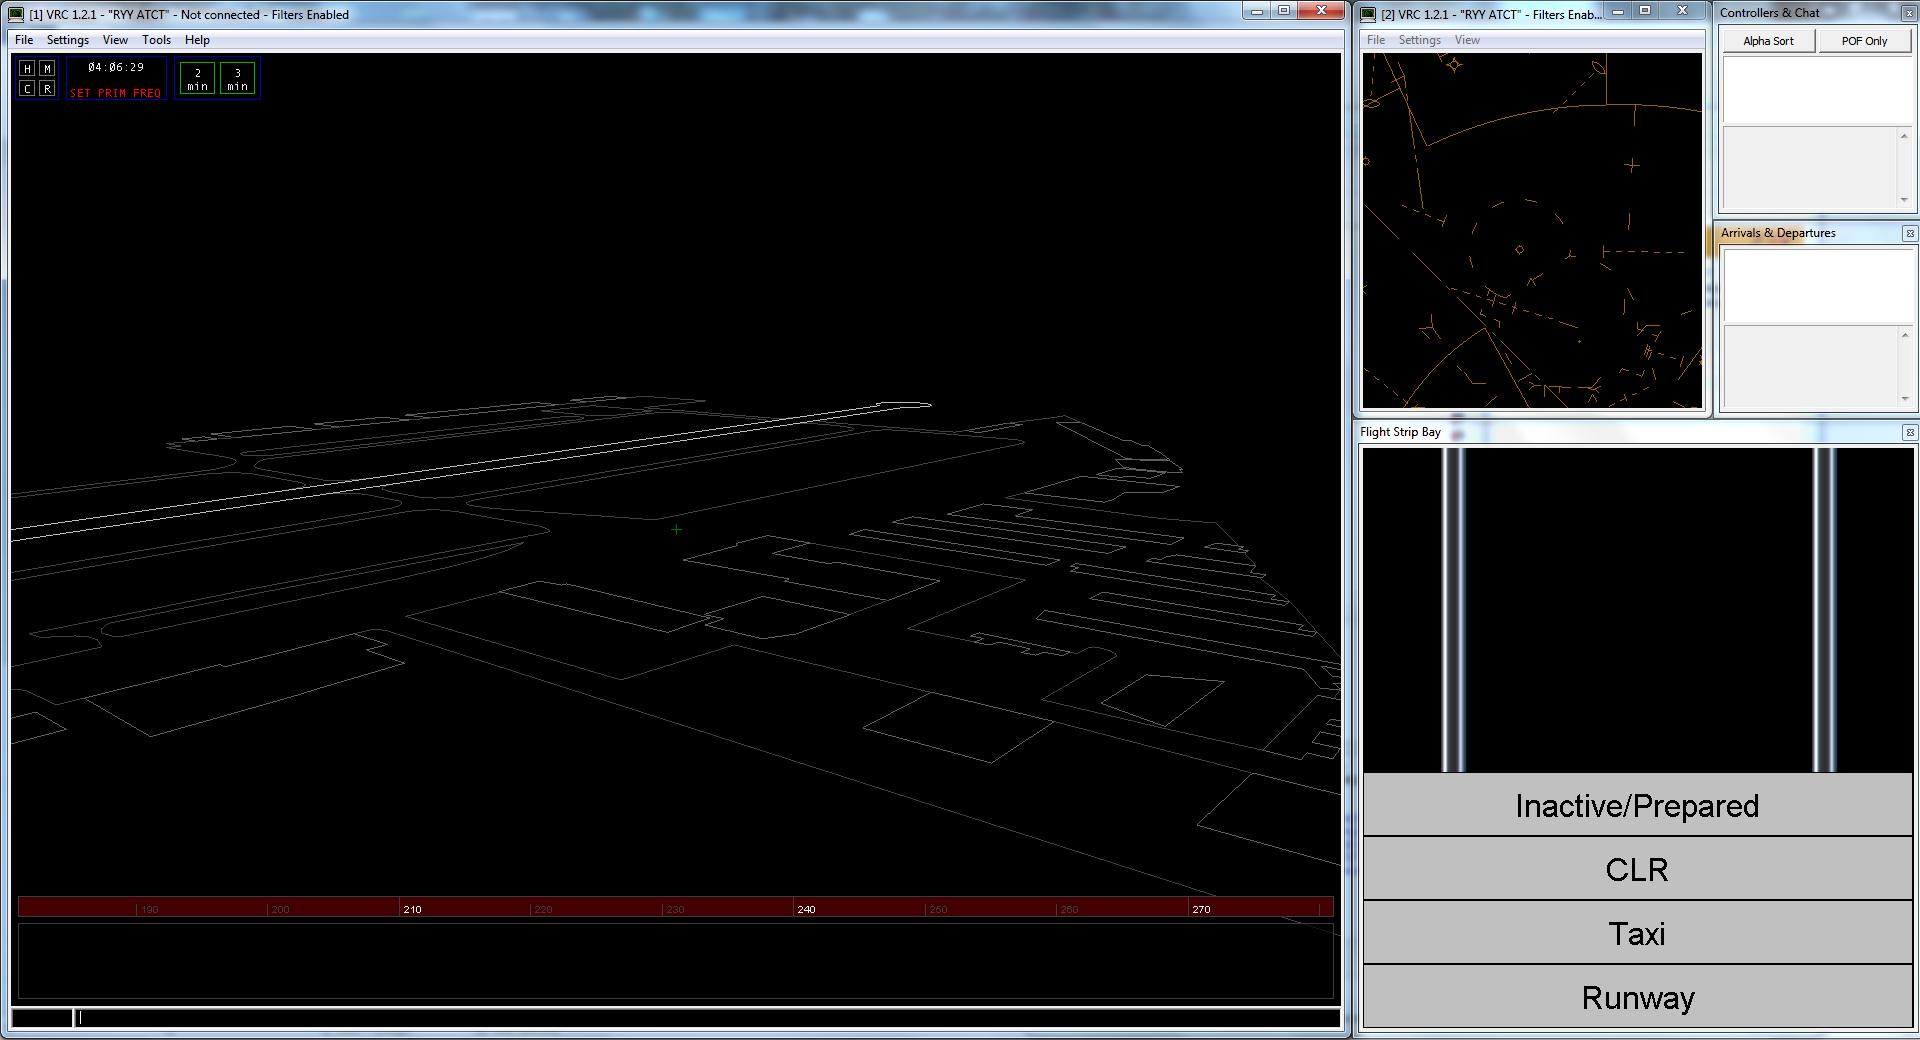 [1] VRC 1.2.1 - "RYY ATCT" - Not connected - Filters Enabled
File Settings View Tools Help
H M
C R
04:06:29
SET PRIM FREQ
2
min
3
min
190 200 210 220 230 240 250 260 270
[2] VRC 1.2.1 - "RYY ATCT" - Filters Enab...
File Settings View
Controllers & Chat
Alpha Sort POF Only
Arrivals & Departures
Flight Strip Bay
Inactive/Prepared
CLR
Taxi
Runway